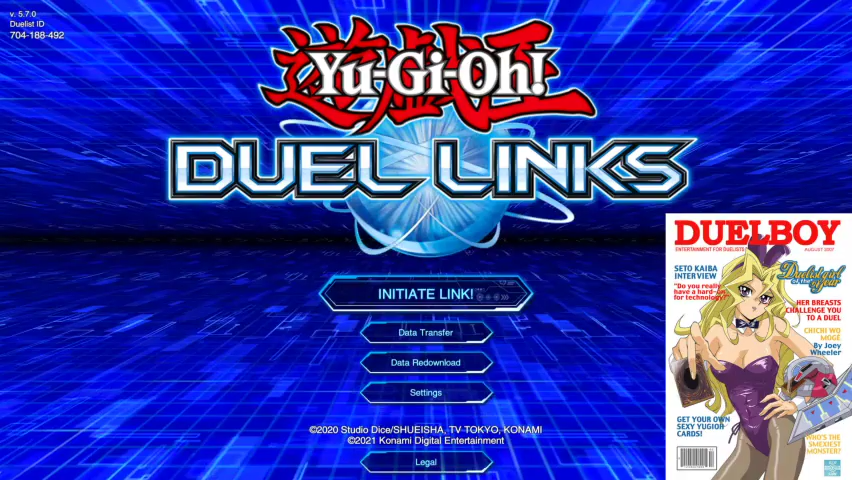 v. 5.7.0
Duelist ID
704-188-492
遊戯王
Yu-Gi-Oh!
DUEL LINKS
INITIATE LINK!
Data Transfer
Data Redownload
Settings
©2020 Studio Dice/SHUEISHA, TV TOKYO, KONAMI
©2021 Konami Digital Entertainment
Legal
DUELBOY
ENTERTAINMENT FOR DUELISTS
AUGUST 2007
SETO KAIBA
INTERVIEW
"Do you really
have a hard-on
for technology?"
Duelist girl
of the year
HER BREASTS
CHALLENGE YOU
TO A DUEL
CHICHI WO
MOGE
By Joey
Wheeler
GET YOUR OWN
SEXY YUGIOH
CARDS!
WHO'S THE
SMEXIEST
MONSTER?